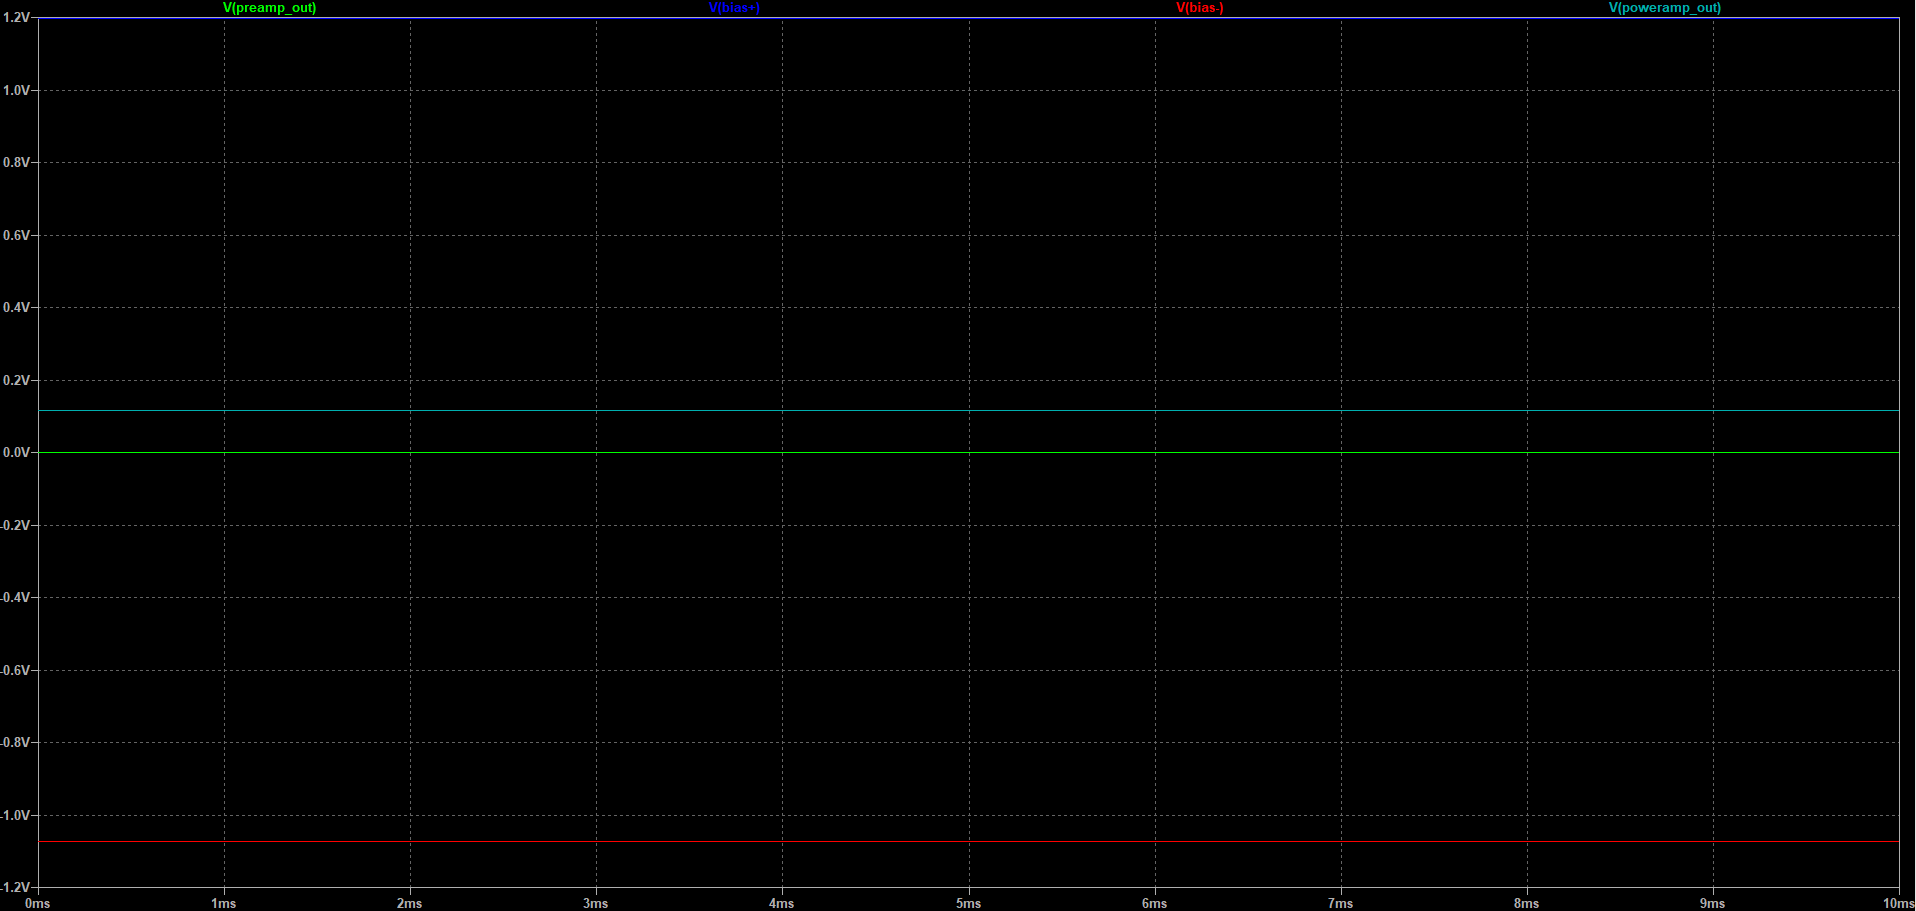 V(preamp_out) V(bias+) V(bias-) V(poweramp_out)
1.2V
1.0V
0.8V
0.6V
0.4V
0.2V
0.0V
-0.2V
-0.4V
-0.6V
-0.8V
-1.0V
-1.2V
0ms 1ms 2ms 3ms 4ms 5ms 6ms 7ms 8ms 9ms 10ms